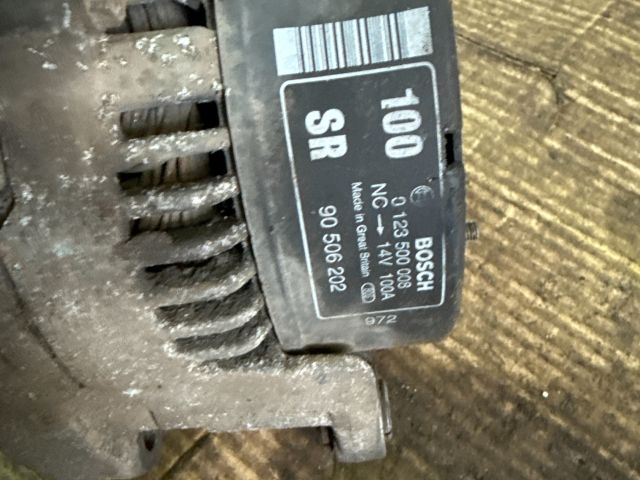 BOSCH
0 123 500 008
NC → 14V 100A
Made in Great Britain
90 506 202
100
SR
972